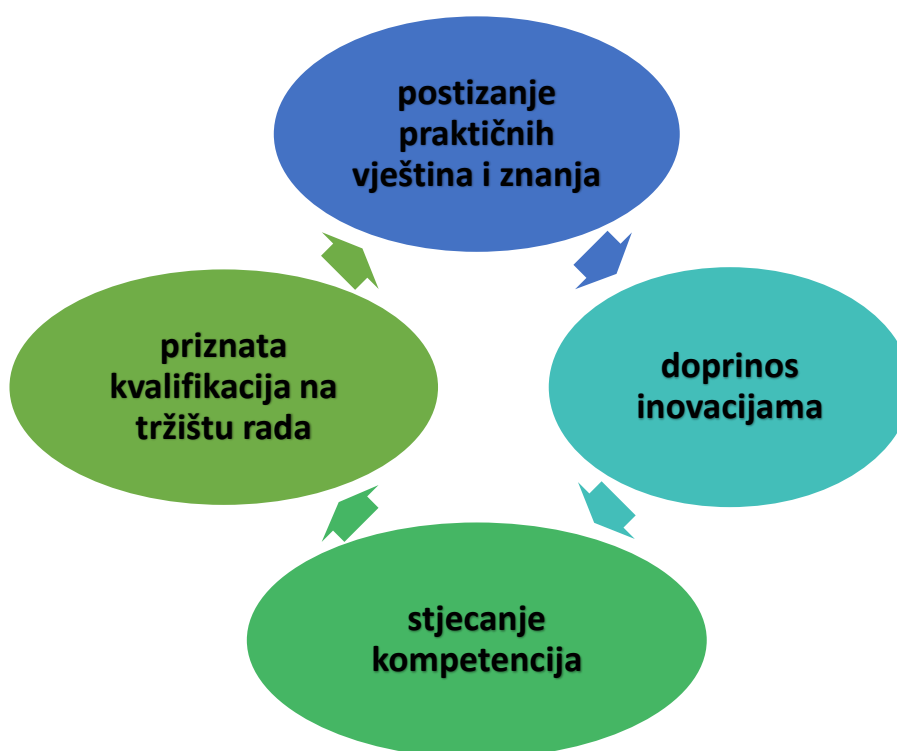 postizanje
praktičnih
vještina i znanja
doprinos
inovacijama
stjecanje
kompetencija
priznata
kvalifikacija na
tržištu rada